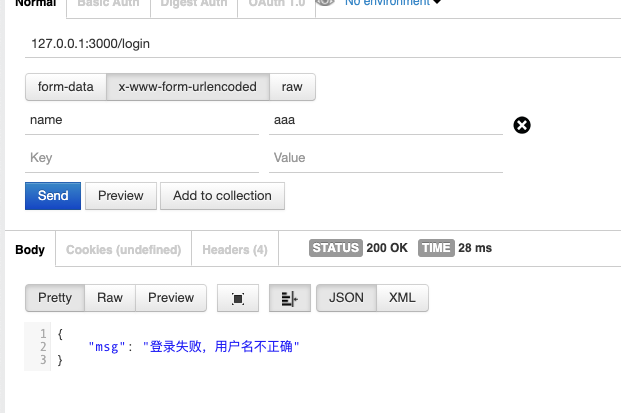 Normal Basic Auth Digest Auth OAuth 1.0 No environment
127.0.0.1:3000/login
form-data x-www-form-urlencoded raw
name aaa
Key Value
Send Preview Add to collection
Body Cookies (undefined) Headers (4) STATUS 200 OK TIME 28 ms
Pretty Raw Preview JSON XML
1 {
2 "msg": "登录失败，用户名不正确"
3 }